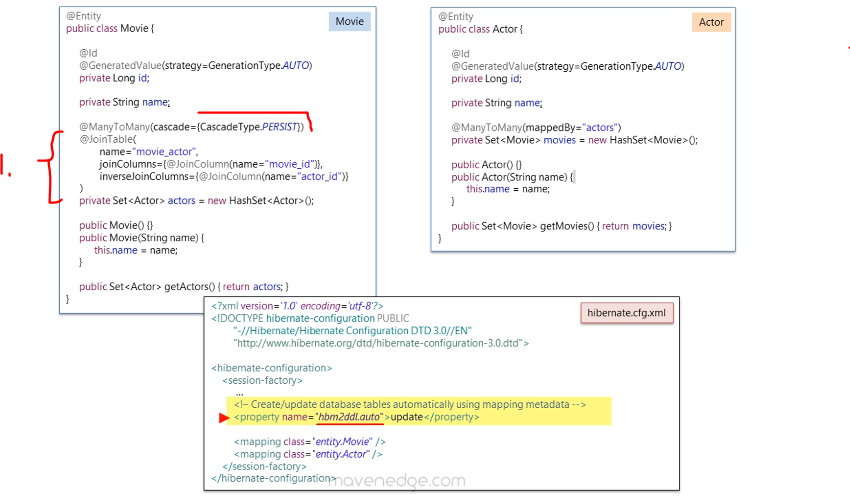 Movie
@Entity
public class Movie {
@Id
@GeneratedValue(strategy=GenerationType.AUTO)
private Long id;
private String name;
@ManyToMany(cascade={CascadeType.PERSIST})
@JoinTable(
name="movie_actor",
joinColumns={@JoinColumn(name="movie_id")},
inverseJoinColumns={@JoinColumn(name="actor_id")}
)
private Set<Actor> actors = new HashSet<Actor>();
public Movie() {}
public Movie(String name) {
this.name = name;
}
public Set<Actor> getActors() { return actors; }
}
1.
Actor
@Entity
public class Actor {
@Id
@GeneratedValue(strategy=GenerationType.AUTO)
private Long id;
private String name;
@ManyToMany(mappedBy="actors")
private Set<Movie> movies = new HashSet<Movie>();
public Actor() {}
public Actor(String name) {
this.name = name;
}
public Set<Movie> getMovies() { return movies; }
}
hibernate.cfg.xml
<?xml version='1.0' encoding='utf-8'?>
<!DOCTYPE hibernate-configuration PUBLIC
"-//Hibernate/Hibernate Configuration DTD 3.0//EN"
"http://www.hibernate.org/dtd/hibernate-configuration-3.0.dtd">
<hibernate-configuration>
<session-factory>
...
<!-- Create/update database tables automatically using mapping metadata -->
<property name="hbm2ddl.auto">update</property>
<mapping class="entity.Movie" />
<mapping class="entity.Actor" />
</session-factory>
</hibernate-configuration>
mavenedge.com